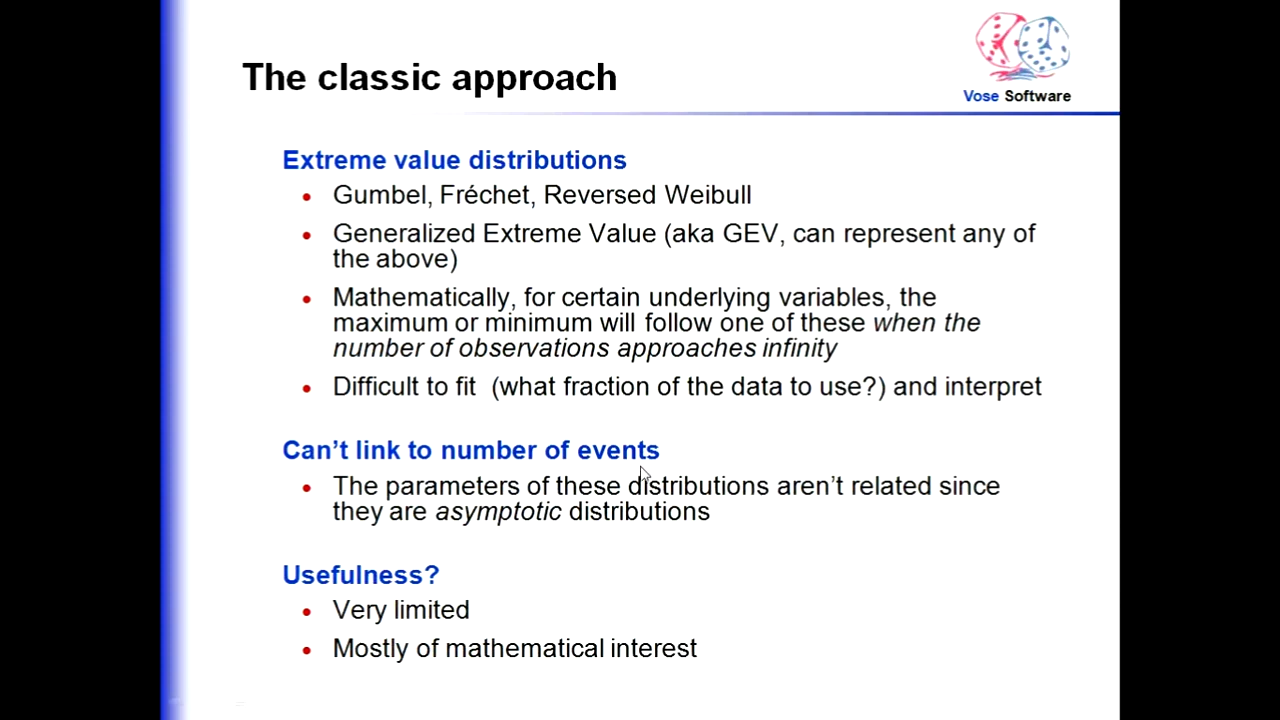 The classic approach
Vose Software
Extreme value distributions
Gumbel, Fréchet, Reversed Weibull
Generalized Extreme Value (aka GEV, can represent any of
the above)
Mathematically, for certain underlying variables, the
maximum or minimum will follow one of these when the
number of observations approaches infinity
Difficult to fit (what fraction of the data to use?) and interpret
Can't link to number of events
The parameters of these distributions aren't related since
they are asymptotic distributions
Usefulness?
Very limited
Mostly of mathematical interest